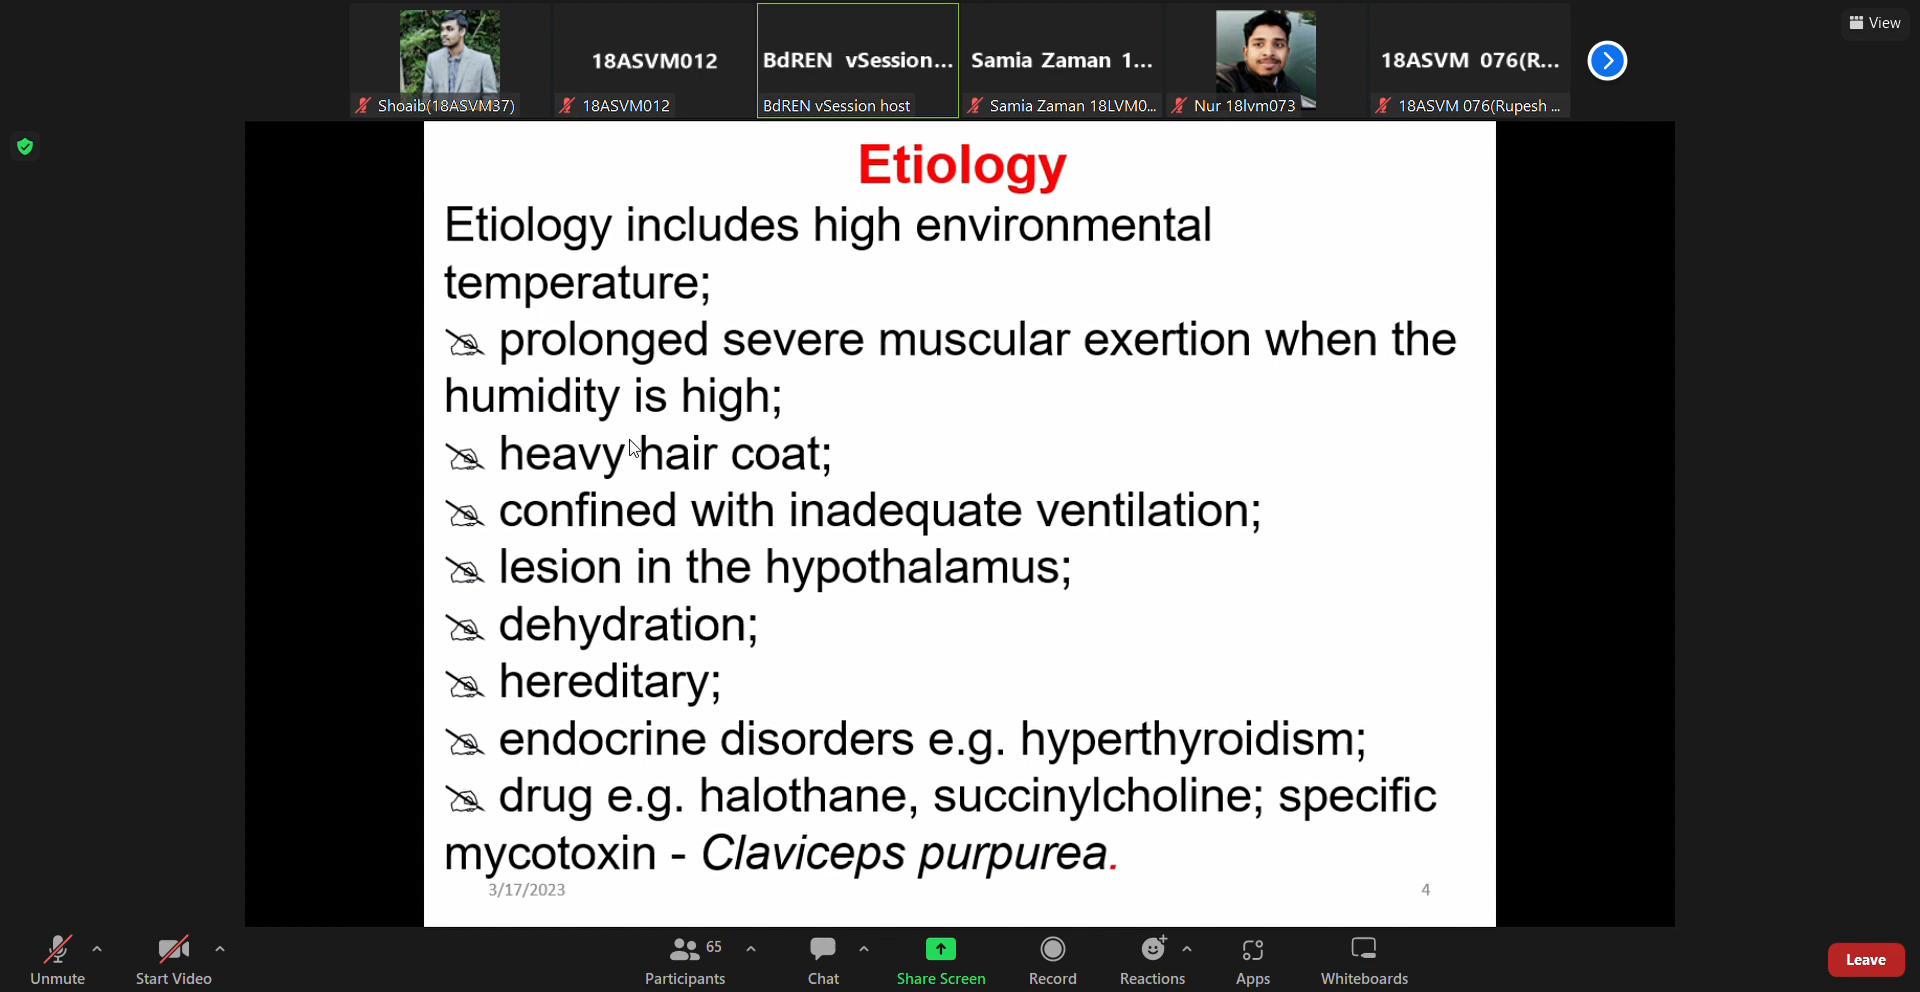 View
18ASVM012
BdREN vSession...
Samia Zaman 1...
18ASVM 076(R...
Shoaib(18ASVM37)
18ASVM012
BdREN vSession host
Samia Zaman 18LVM0...
Nur 18lvm073
18ASVM 076(Rupesh ...
Etiology
Etiology includes high environmental
temperature;
prolonged severe muscular exertion when the
humidity is high;
heavy hair coat;
confined with inadequate ventilation;
lesion in the hypothalamus;
dehydration;
hereditary;
endocrine disorders e.g. hyperthyroidism;
drug e.g. halothane, succinylcholine; specific
mycotoxin - Claviceps purpurea.
3/17/2023
4
65
Unmute
Start Video
Participants
Chat
Share Screen
Record
Reactions
Apps
Whiteboards
Leave